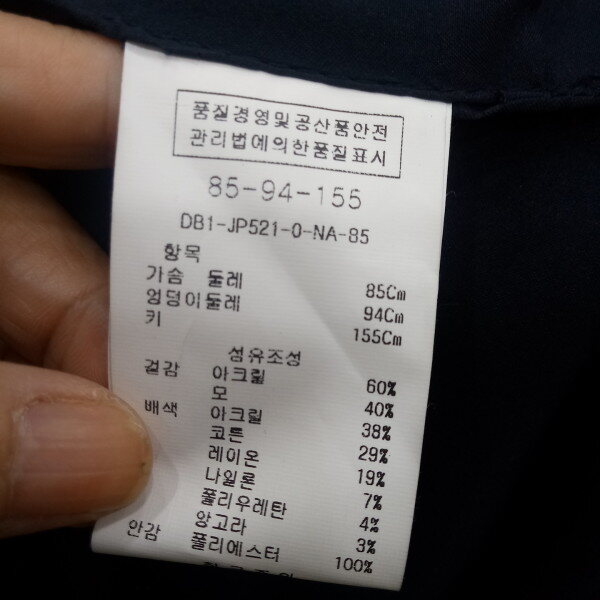 품질경영및공산품안전
관리법에의한품질표시
85-94-155
DB1-JP521-0-NA-85
항목
가슴 둘레 85Cm
엉덩이둘레 94Cm
키 155Cm
섬유조성
겉감 아크릴 60%
모 40%
배색 아크릴 38%
코튼 29%
레이온 19%
나일론 7%
폴리우레탄 4%
앙고라 3%
안감 폴리에스터 100%